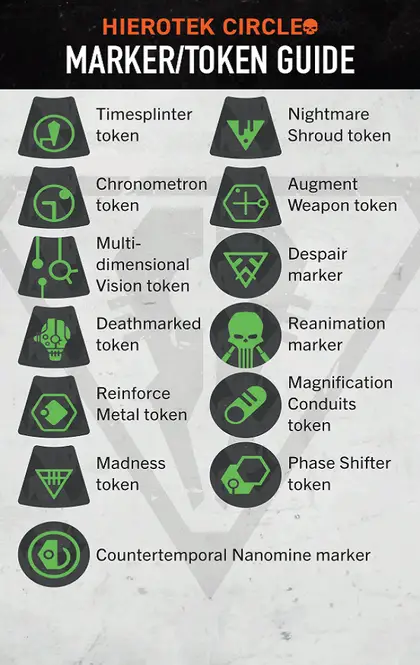 HIEROTEK CIRCLE
MARKER/TOKEN GUIDE
Timesplinter
token
Nightmare
Shroud token
Chronometron
token
Augment
Weapon token
Multi-
dimensional
Vision token
Despair
marker
Deathmarked
token
Reanimation
marker
Reinforce
Metal token
Magnification
Conduits
token
Madness
token
Phase Shifter
token
Countertemporal Nanomine marker